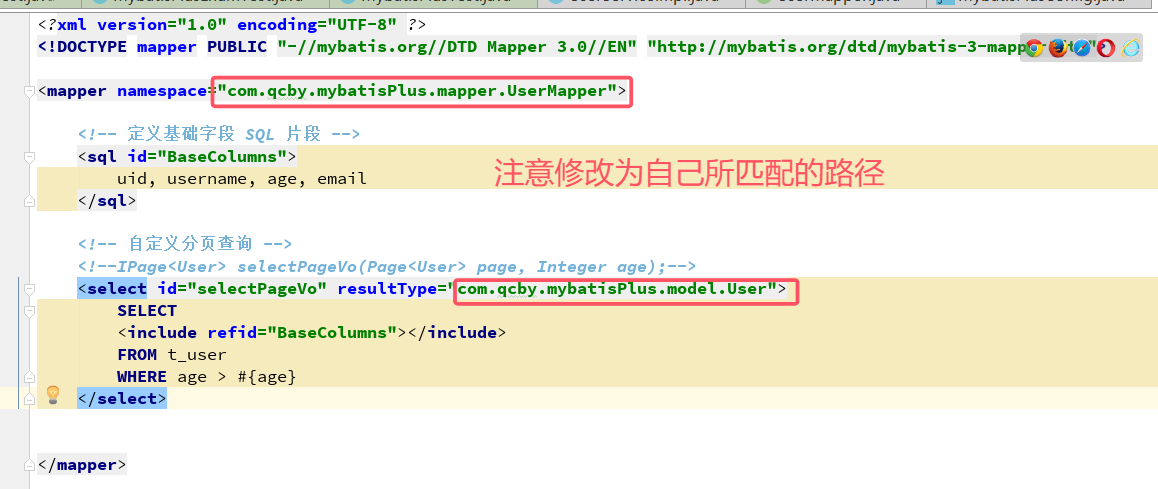 <?xml version="1.0" encoding="UTF-8" ?>
<!DOCTYPE mapper PUBLIC "-//mybatis.org//DTD Mapper 3.0//EN" "http://mybatis.org/dtd/mybatis-3-mapper
<mapper namespace="com.qcby.mybatisPlus.mapper.UserMapper">
<!-- 定义基础字段 SQL 片段 -->
<sql id="BaseColumns">
uid, username, age, email
</sql>
注意修改为自己所匹配的路径
<!-- 自定义分页查询 -->
<!--IPage<User> selectPageVo(Page<User> page, Integer age);-->
<select id="selectPageVo" resultType="com.qcby.mybatisPlus.model.User">
SELECT
<include refid="BaseColumns"></include>
FROM t_user
WHERE age > #{age}
</select>
</mapper>